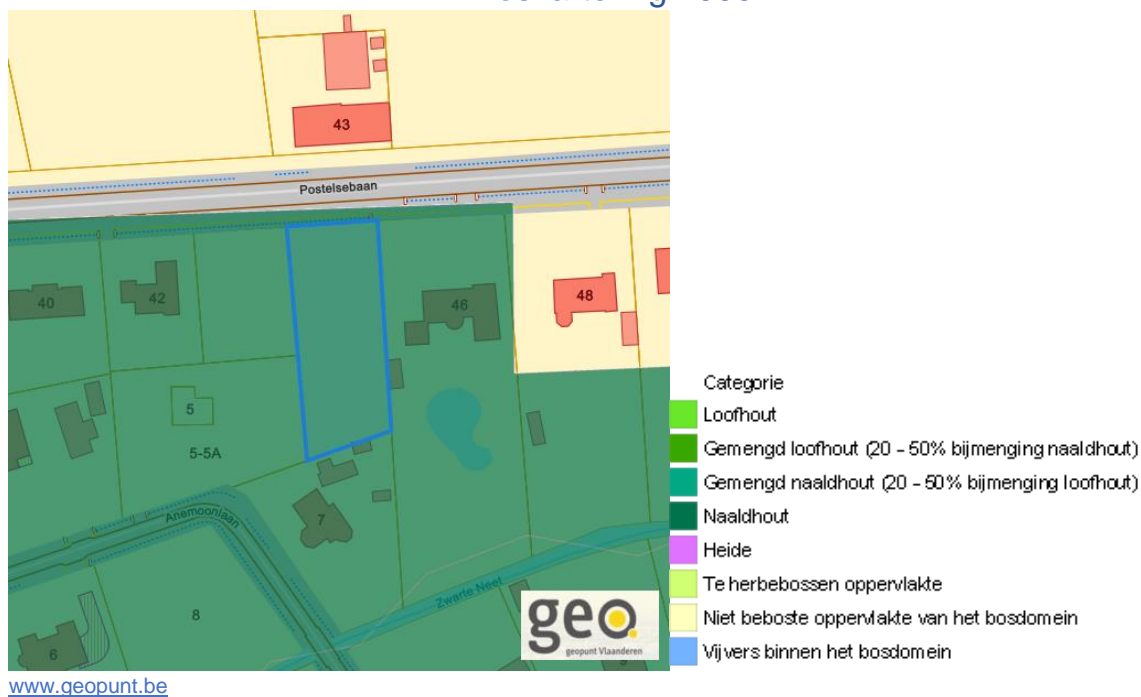 43
Postelsebaan
40
42
46
48
5
5-5A
7
Anemoonlaan
8
Zwarte Neet
6
9
geo
geopunt Vlaanderen
Categorie
Loofhout
Gemengd loofhout (20 - 50% bijmenging naaldhout)
Gemengd naaldhout (20 - 50% bijmenging loofhout)
Naaldhout
Heide
Te herbebossen oppervlakte
Niet beboste oppervlakte van het bosdomein
Vijvers binnen het bosdomein
www.geopunt.be